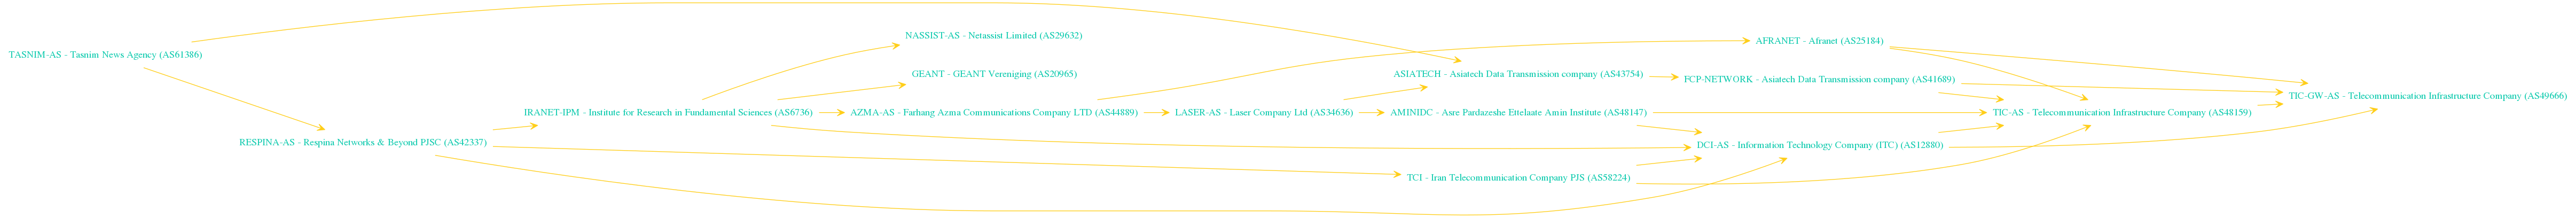 TASNIM-AS - Tasnim News Agency (AS61386)
RESPINA-AS - Respina Networks & Beyond PJSC (AS42337)
IRANET-IPM - Institute for Research in Fundamental Sciences (AS6736)
NASSIST-AS - Netassist Limited (AS29632)
GEANT - GEANT Vereniging (AS20965)
AZMA-AS - Farhang Azma Communications Company LTD (AS44889)
LASER-AS - Laser Company Ltd (AS34636)
ASIATECH - Asiatech Data Transmission company (AS43754)
AMINIDC - Asre Pardazeshe Ettelaate Amin Institute (AS48147)
TCI - Iran Telecommunication Company PJS (AS58224)
AFRANET - Afranet (AS25184)
FCP-NETWORK - Asiatech Data Transmission company (AS41689)
DCI-AS - Information Technology Company (ITC) (AS12880)
TIC-AS - Telecommunication Infrastructure Company (AS48159)
TIC-GW-AS - Telecommunication Infrastructure Company (AS49666)